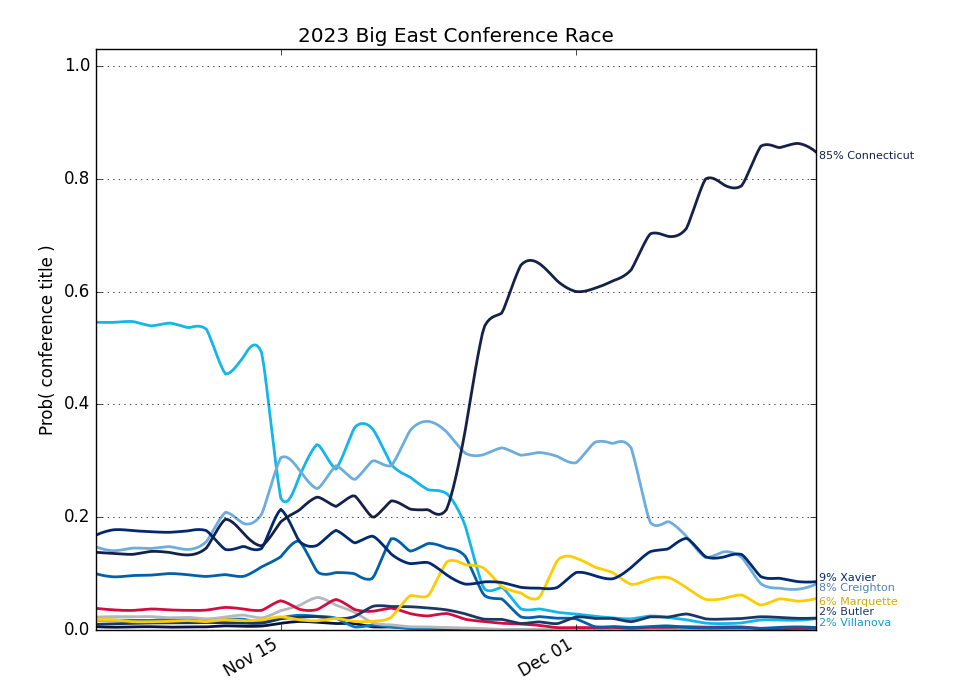 2023 Big East Conference Race
Prob( conference title )
1.0
0.8
0.6
0.4
0.2
0.0
Nov 15
Dec 01
85% Connecticut
9% Xavier
8% Creighton
6% Marquette
2% Butler
2% Villanova